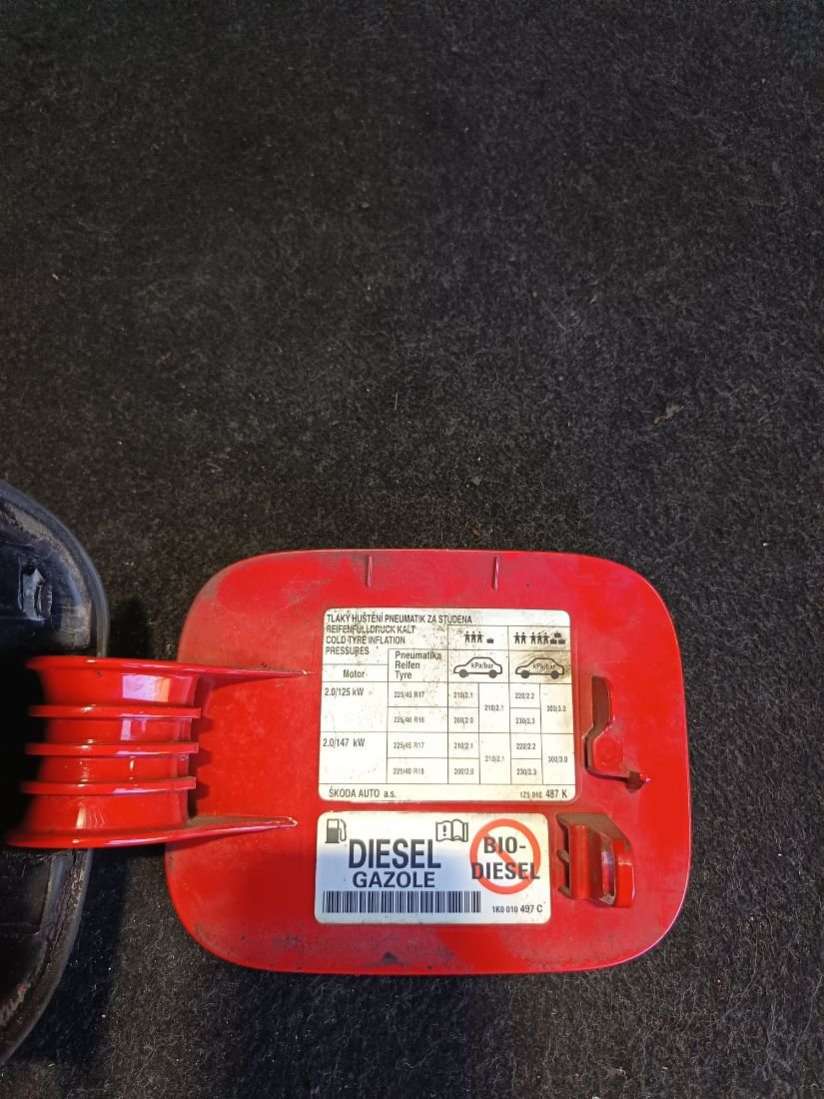 TLAKY HUŠTĚNÍ PNEUMATIK ZA STUDENA
REIFENFÜLLDRUCK KALT
COLD TYRE INFLATION
PRESSURES
Motor
Pneumatika
Reifen
Tyre
kPa/bar
kPa/bar
2.0/125 kW
225/45 R17
210/2.1
210/2.1
220/2.2
225/40 R18
200/2.0
230/2.3
2.0/147 kW
225/45 R17
210/2.1
210/2.1
220/2.2
300/3.0
225/40 R18
200/2.0
230/2.3
ŠKODA AUTO a.s.
487 K
DIESEL
GAZOLE
BIO-
DIESEL
1K0 010 497 C